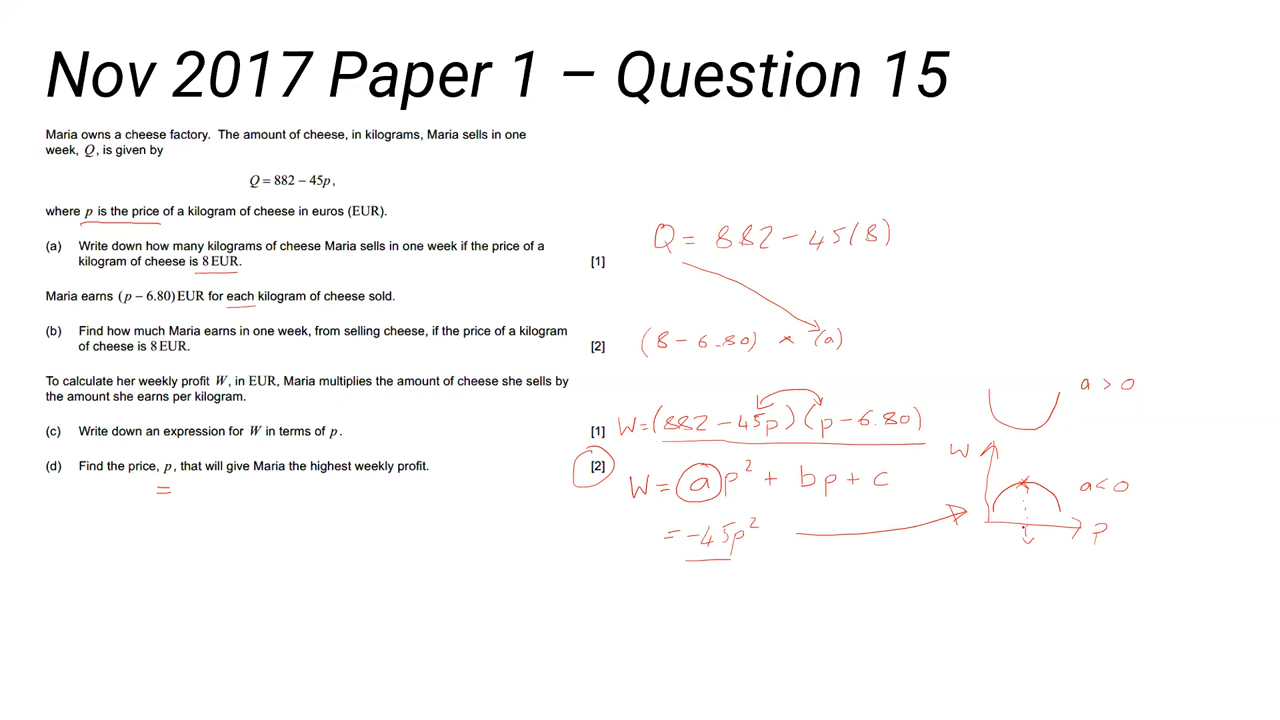 Nov 2017 Paper 1 – Question 15
Maria owns a cheese factory. The amount of cheese, in kilograms, Maria sells in one
week, Q, is given by
Q = 882 − 45p,
where p is the price of a kilogram of cheese in euros (EUR).
(a) Write down how many kilograms of cheese Maria sells in one week if the price of a
kilogram of cheese is 8 EUR.
[1]
Q = 882 − 45(8)
Maria earns (p − 6.80) EUR for each kilogram of cheese sold.
(b) Find how much Maria earns in one week, from selling cheese, if the price of a kilogram
of cheese is 8 EUR.
[2]
(8 − 6.80) × (a)
To calculate her weekly profit W, in EUR, Maria multiplies the amount of cheese she sells by
the amount she earns per kilogram.
(c) Write down an expression for W in terms of p.
[1]
W = (882 − 45p)(p − 6.80)
(d) Find the price, p, that will give Maria the highest weekly profit.
[2]
W = ap² + bp + c
= −45p²
a > 0
W
a < 0
p